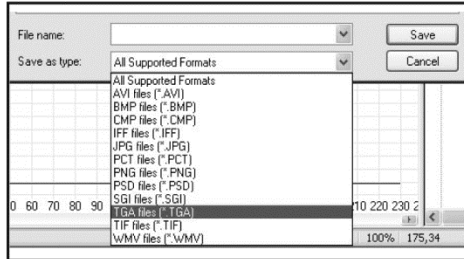 File name:
Save
Save as type:
All Supported Formats
Cancel
All Supported Formats
AVI files (*.AVI)
BMP files (*.BMP)
CMP files (*.CMP)
IFF files (*.IFF)
JPG files (*.JPG)
PCT files (*.PCT)
PNG files (*.PNG)
PSD files (*.PSD)
SGI files (*.SGI)
TGA files (*.TGA)
TIF files (*.TIF)
WMV files (*.WMV)
0 60 70 80 90
210 220 230 2
100% 175,34